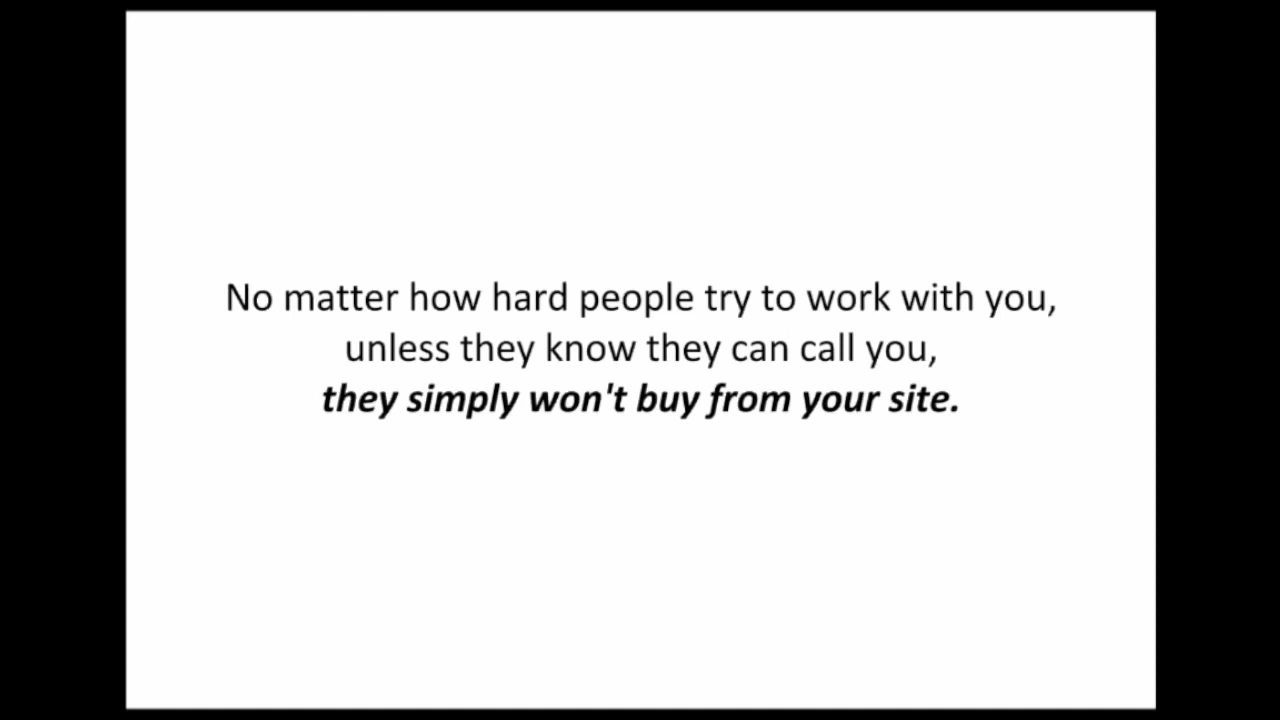 No matter how hard people try to work with you,
unless they know they can call you,
they simply won't buy from your site.